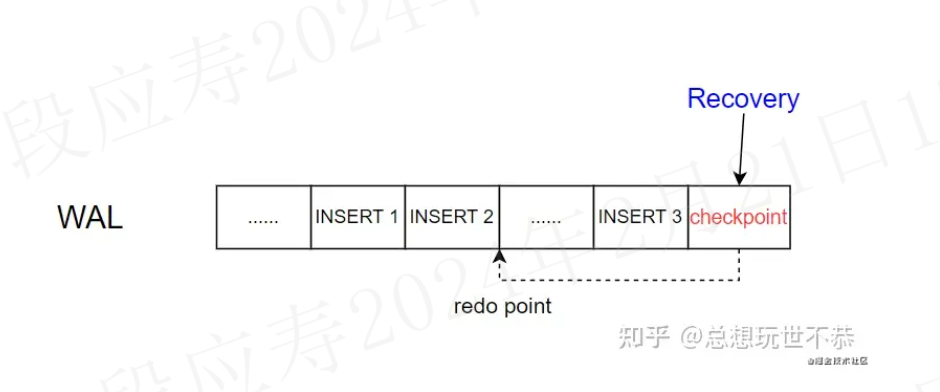 Recovery
WAL
......
INSERT 1
INSERT 2
......
INSERT 3
checkpoint
redo point
知乎 @总想玩世不恭
@掘金技术社区
段应寿2024年2月21日1
段应寿2024年